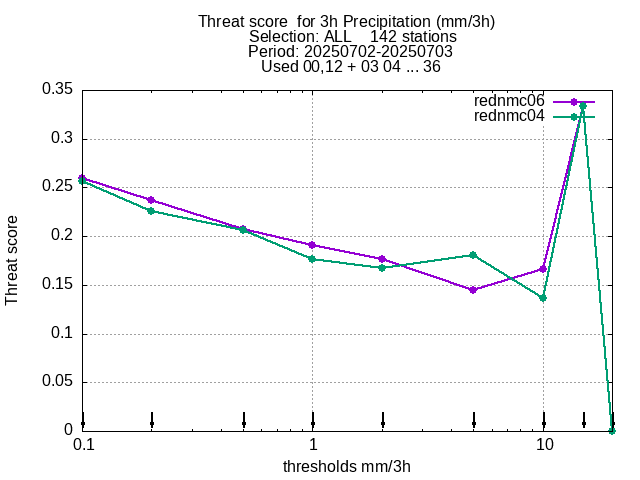 Threat score  for 3h Precipitation (mm/3h)
Selection: ALL    142 stations
Period: 20250702-20250703
Used 00,12 + 03 04 ... 36
rednmc06
rednmc04
0.35
0.3
0.25
0.2
0.15
0.1
0.05
0
Threat score
0.1
1
10
thresholds mm/3h